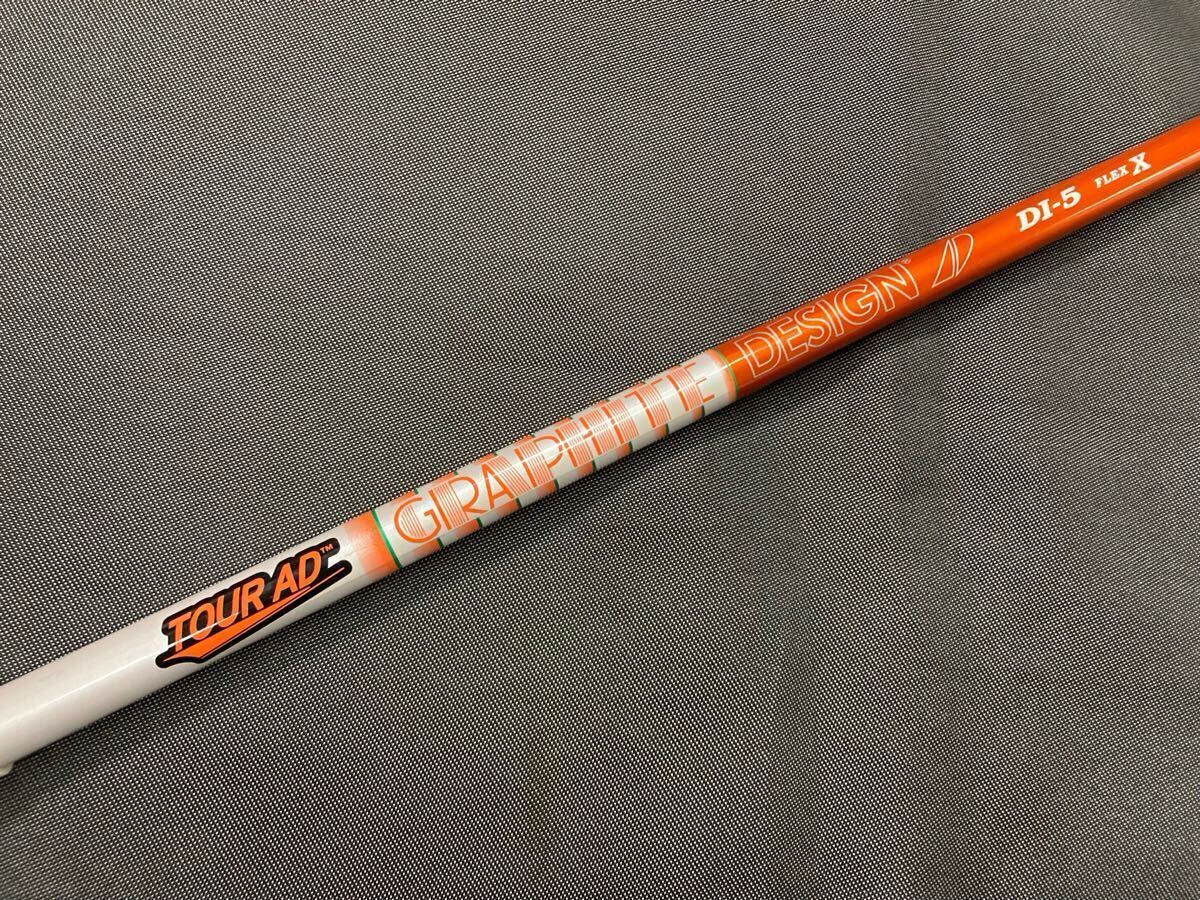 TOUR AD™
GRAPHITE DESIGN®
DI-5 FLEX X